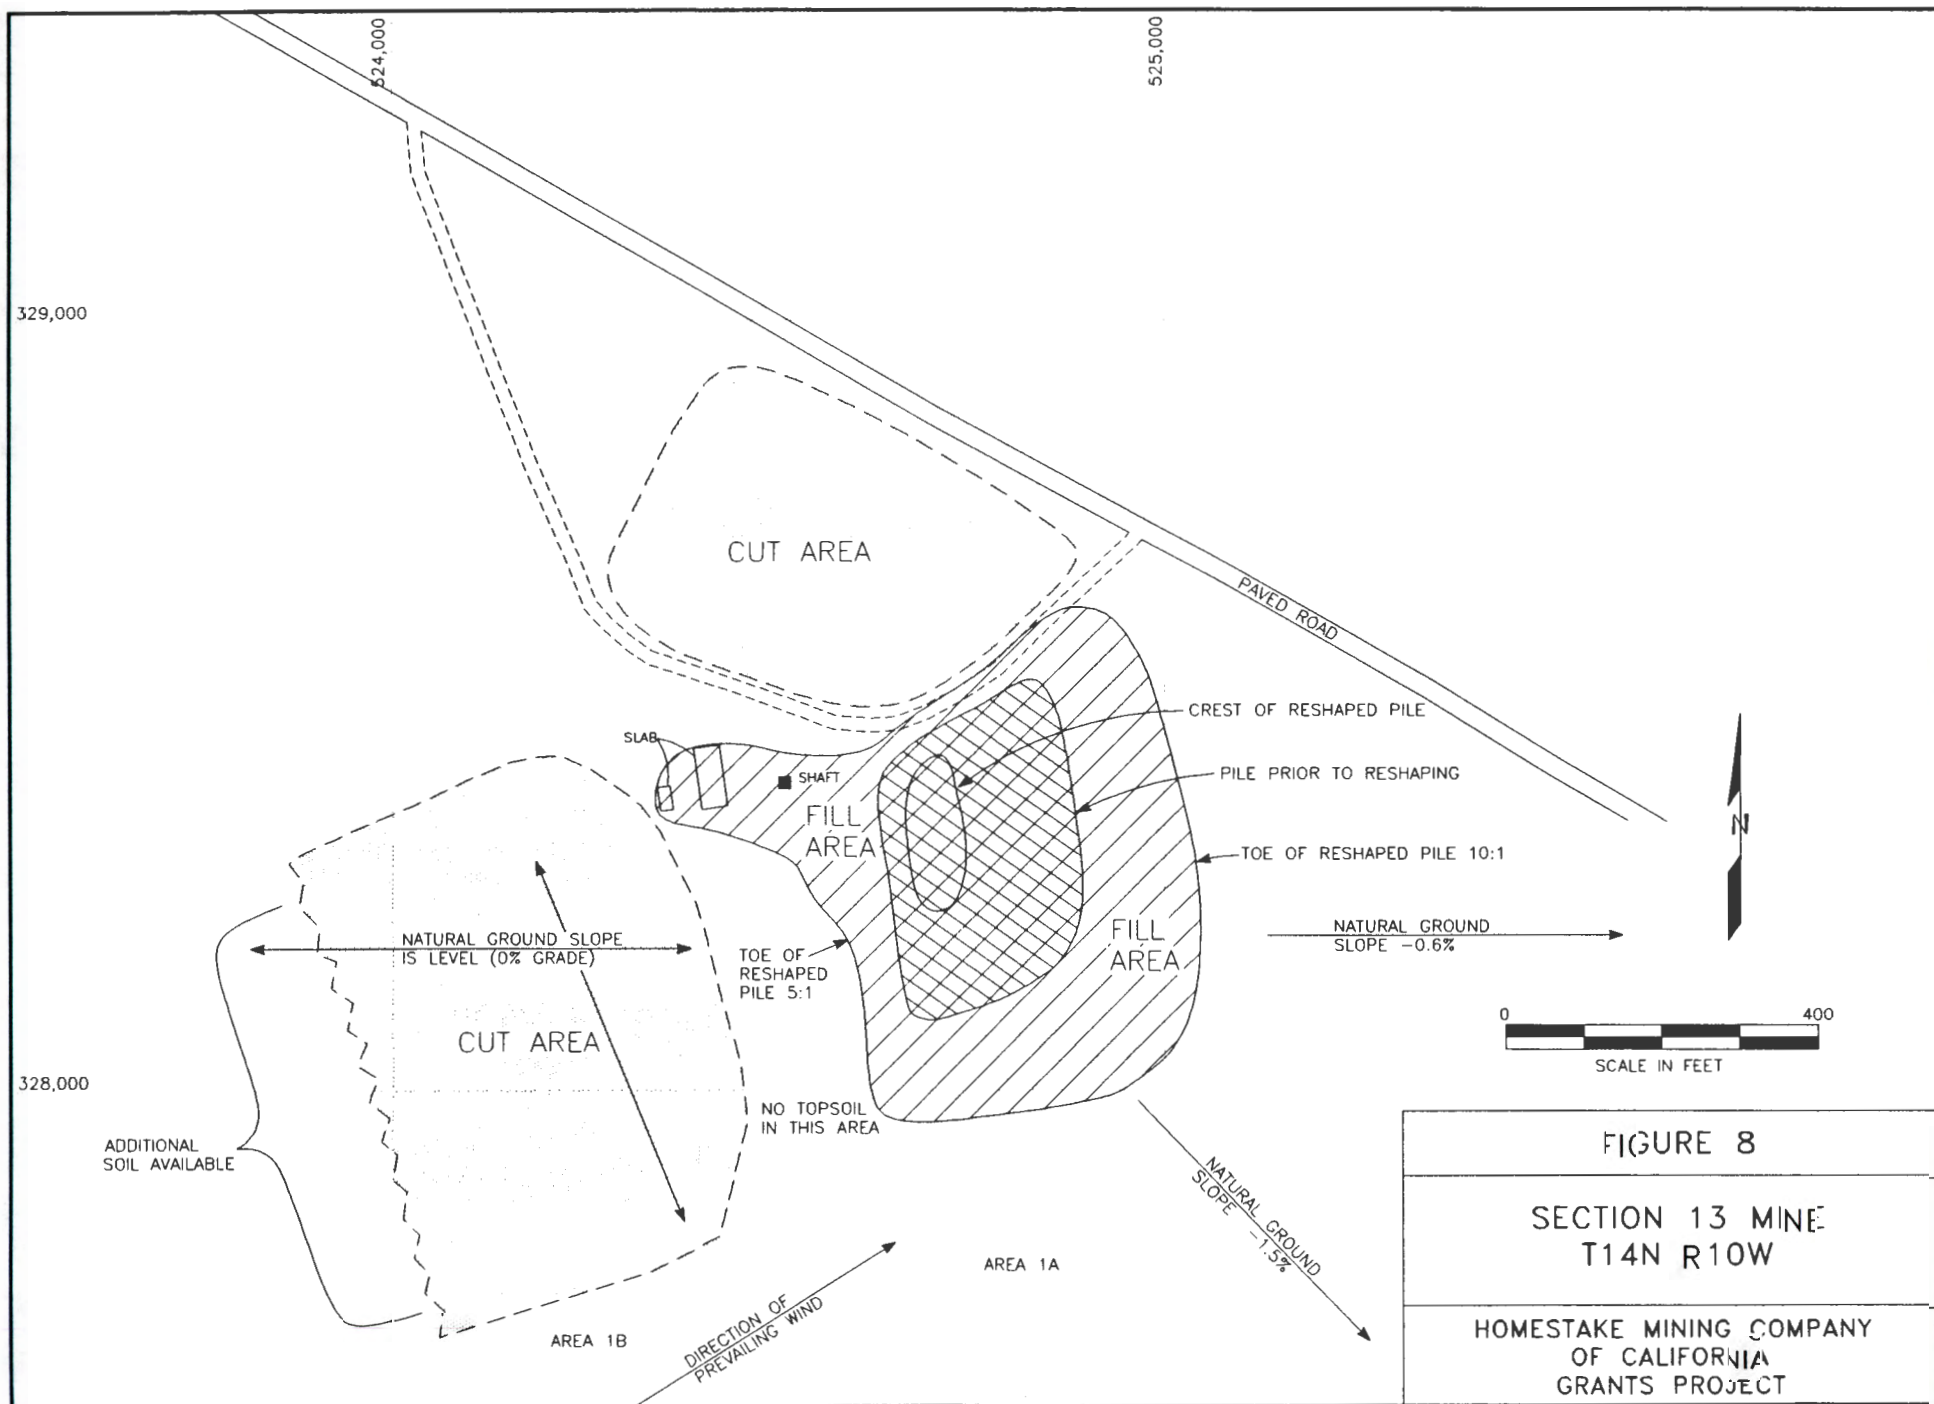 524,000
525,000
329,000
CUT AREA
PAVED ROAD
CREST OF RESHAPED PILE
SLAB
PILE PRIOR TO RESHAPING
SHAFT
FILL
AREA
N
TOE OF RESHAPED PILE 10:1
NATURAL GROUND
SLOPE -0.6%
FILL
AREA
NATURAL GROUND SLOPE
IS LEVEL (0% GRADE)
TOE OF
RESHAPED
PILE 5:1
0 400
SCALE IN FEET
CUT AREA
328,000
NO TOPSOIL
IN THIS AREA
ADDITIONAL
SOIL AVAILABLE
NATURAL GROUND
SLOPE -1.5%
AREA 1A
DIRECTION OF
PREVAILING WIND
AREA 1B
FIGURE 8
SECTION 13 MINE
T14N R10W
HOMESTAKE MINING COMPANY
OF CALIFORNIA
GRANTS PROJECT